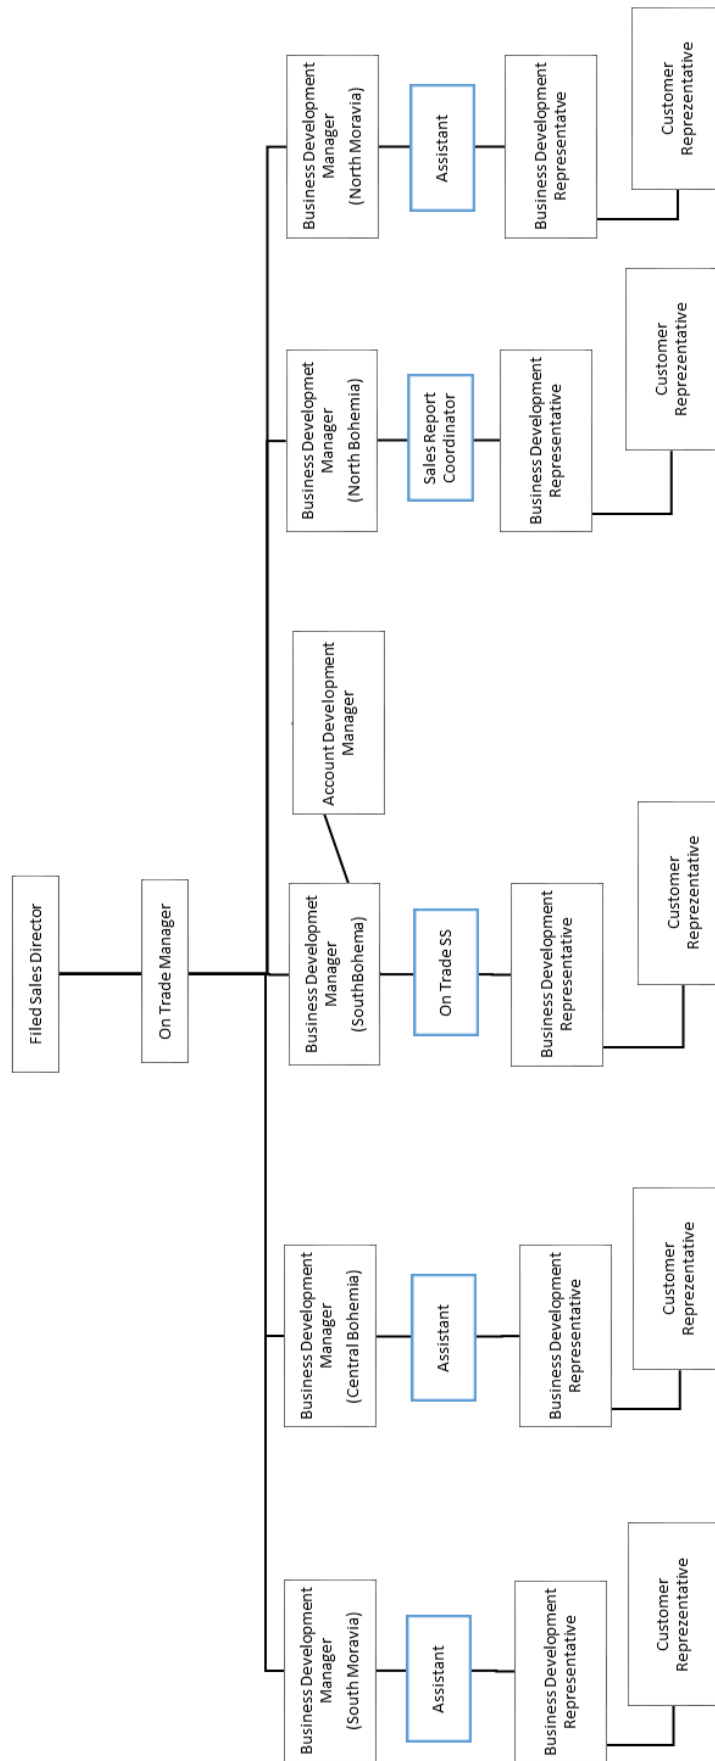 Filed Sales Director
On Trade Manager
Business Development
Manager
(South Moravia)
Business Development
Manager
(Central Bohemia)
Business Developmet
Manager
(SouthBohema)
Account Development
Manager
Business Developmet
Manager
(North Bohemia)
Business Development
Manager
(North Moravia)
Assistant
Assistant
On Trade SS
Sales Report
Coordinator
Assistant
Business Development
Representative
Business Development
Representative
Business Development
Representative
Business Development
Representative
Business Development
Representatve
Customer
Reprezentative
Customer
Reprezentative
Customer
Reprezentative
Customer
Reprezentative
Customer
Reprezentative